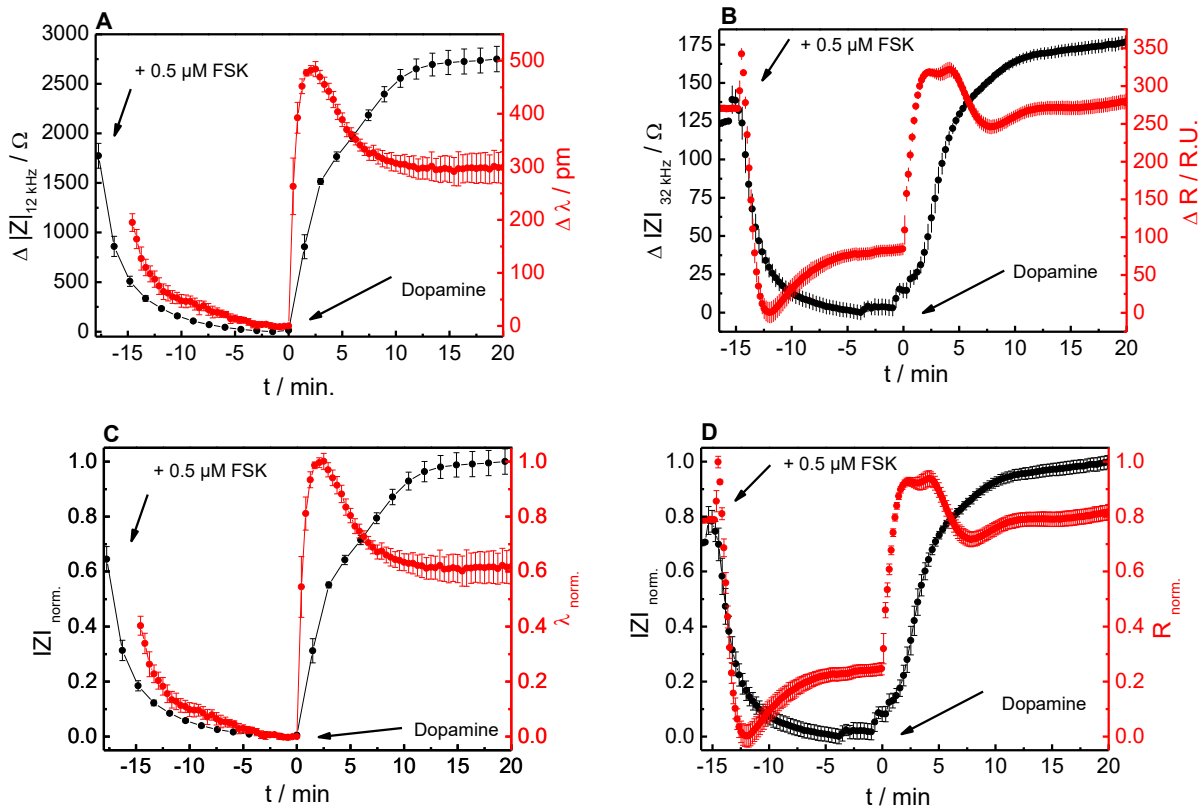 A
+ 0.5 µM FSK
Dopamine
3000
2500
2000
1500
1000
500
0
Δ |Z| 12 kHz / Ω
500
400
300
200
100
0
Δ λ / pm
-15 -10 -5 0 5 10 15 20
t / min.
B
+ 0.5 µM FSK
Dopamine
175
150
125
100
75
50
25
0
Δ |Z| 32 kHz / Ω
350
300
250
200
150
100
50
0
Δ R / R.U.
-15 -10 -5 0 5 10 15 20
t / min
C
+ 0.5 µM FSK
Dopamine
1.0
0.8
0.6
0.4
0.2
0.0
|Z| norm.
1.0
0.8
0.6
0.4
0.2
0.0
λ norm.
-15 -10 -5 0 5 10 15 20
t / min
D
+ 0.5 µM FSK
Dopamine
1.0
0.8
0.6
0.4
0.2
0.0
|Z| norm.
1.0
0.8
0.6
0.4
0.2
0.0
R norm.
-15 -10 -5 0 5 10 15 20
t / min